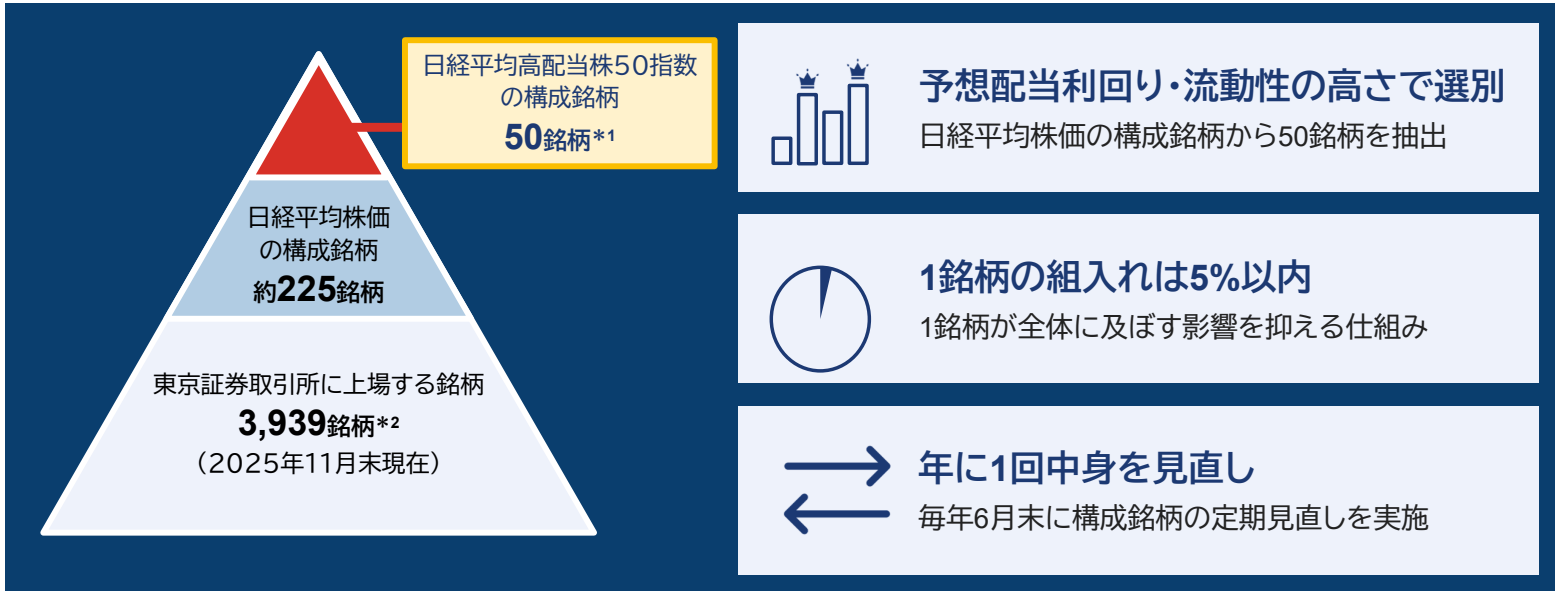 日経平均高配当株50指数
の構成銘柄
50銘柄*1
日経平均株価
の構成銘柄
約225銘柄
東京証券取引所に上場する銘柄
3,939銘柄*2
（2025年11月末現在）
予想配当利回り・流動性の高さで選別
日経平均株価の構成銘柄から50銘柄を抽出
1銘柄の組入れは5%以内
1銘柄が全体に及ぼす影響を抑える仕組み
年に1回中身を見直し
毎年6月末に構成銘柄の定期見直しを実施